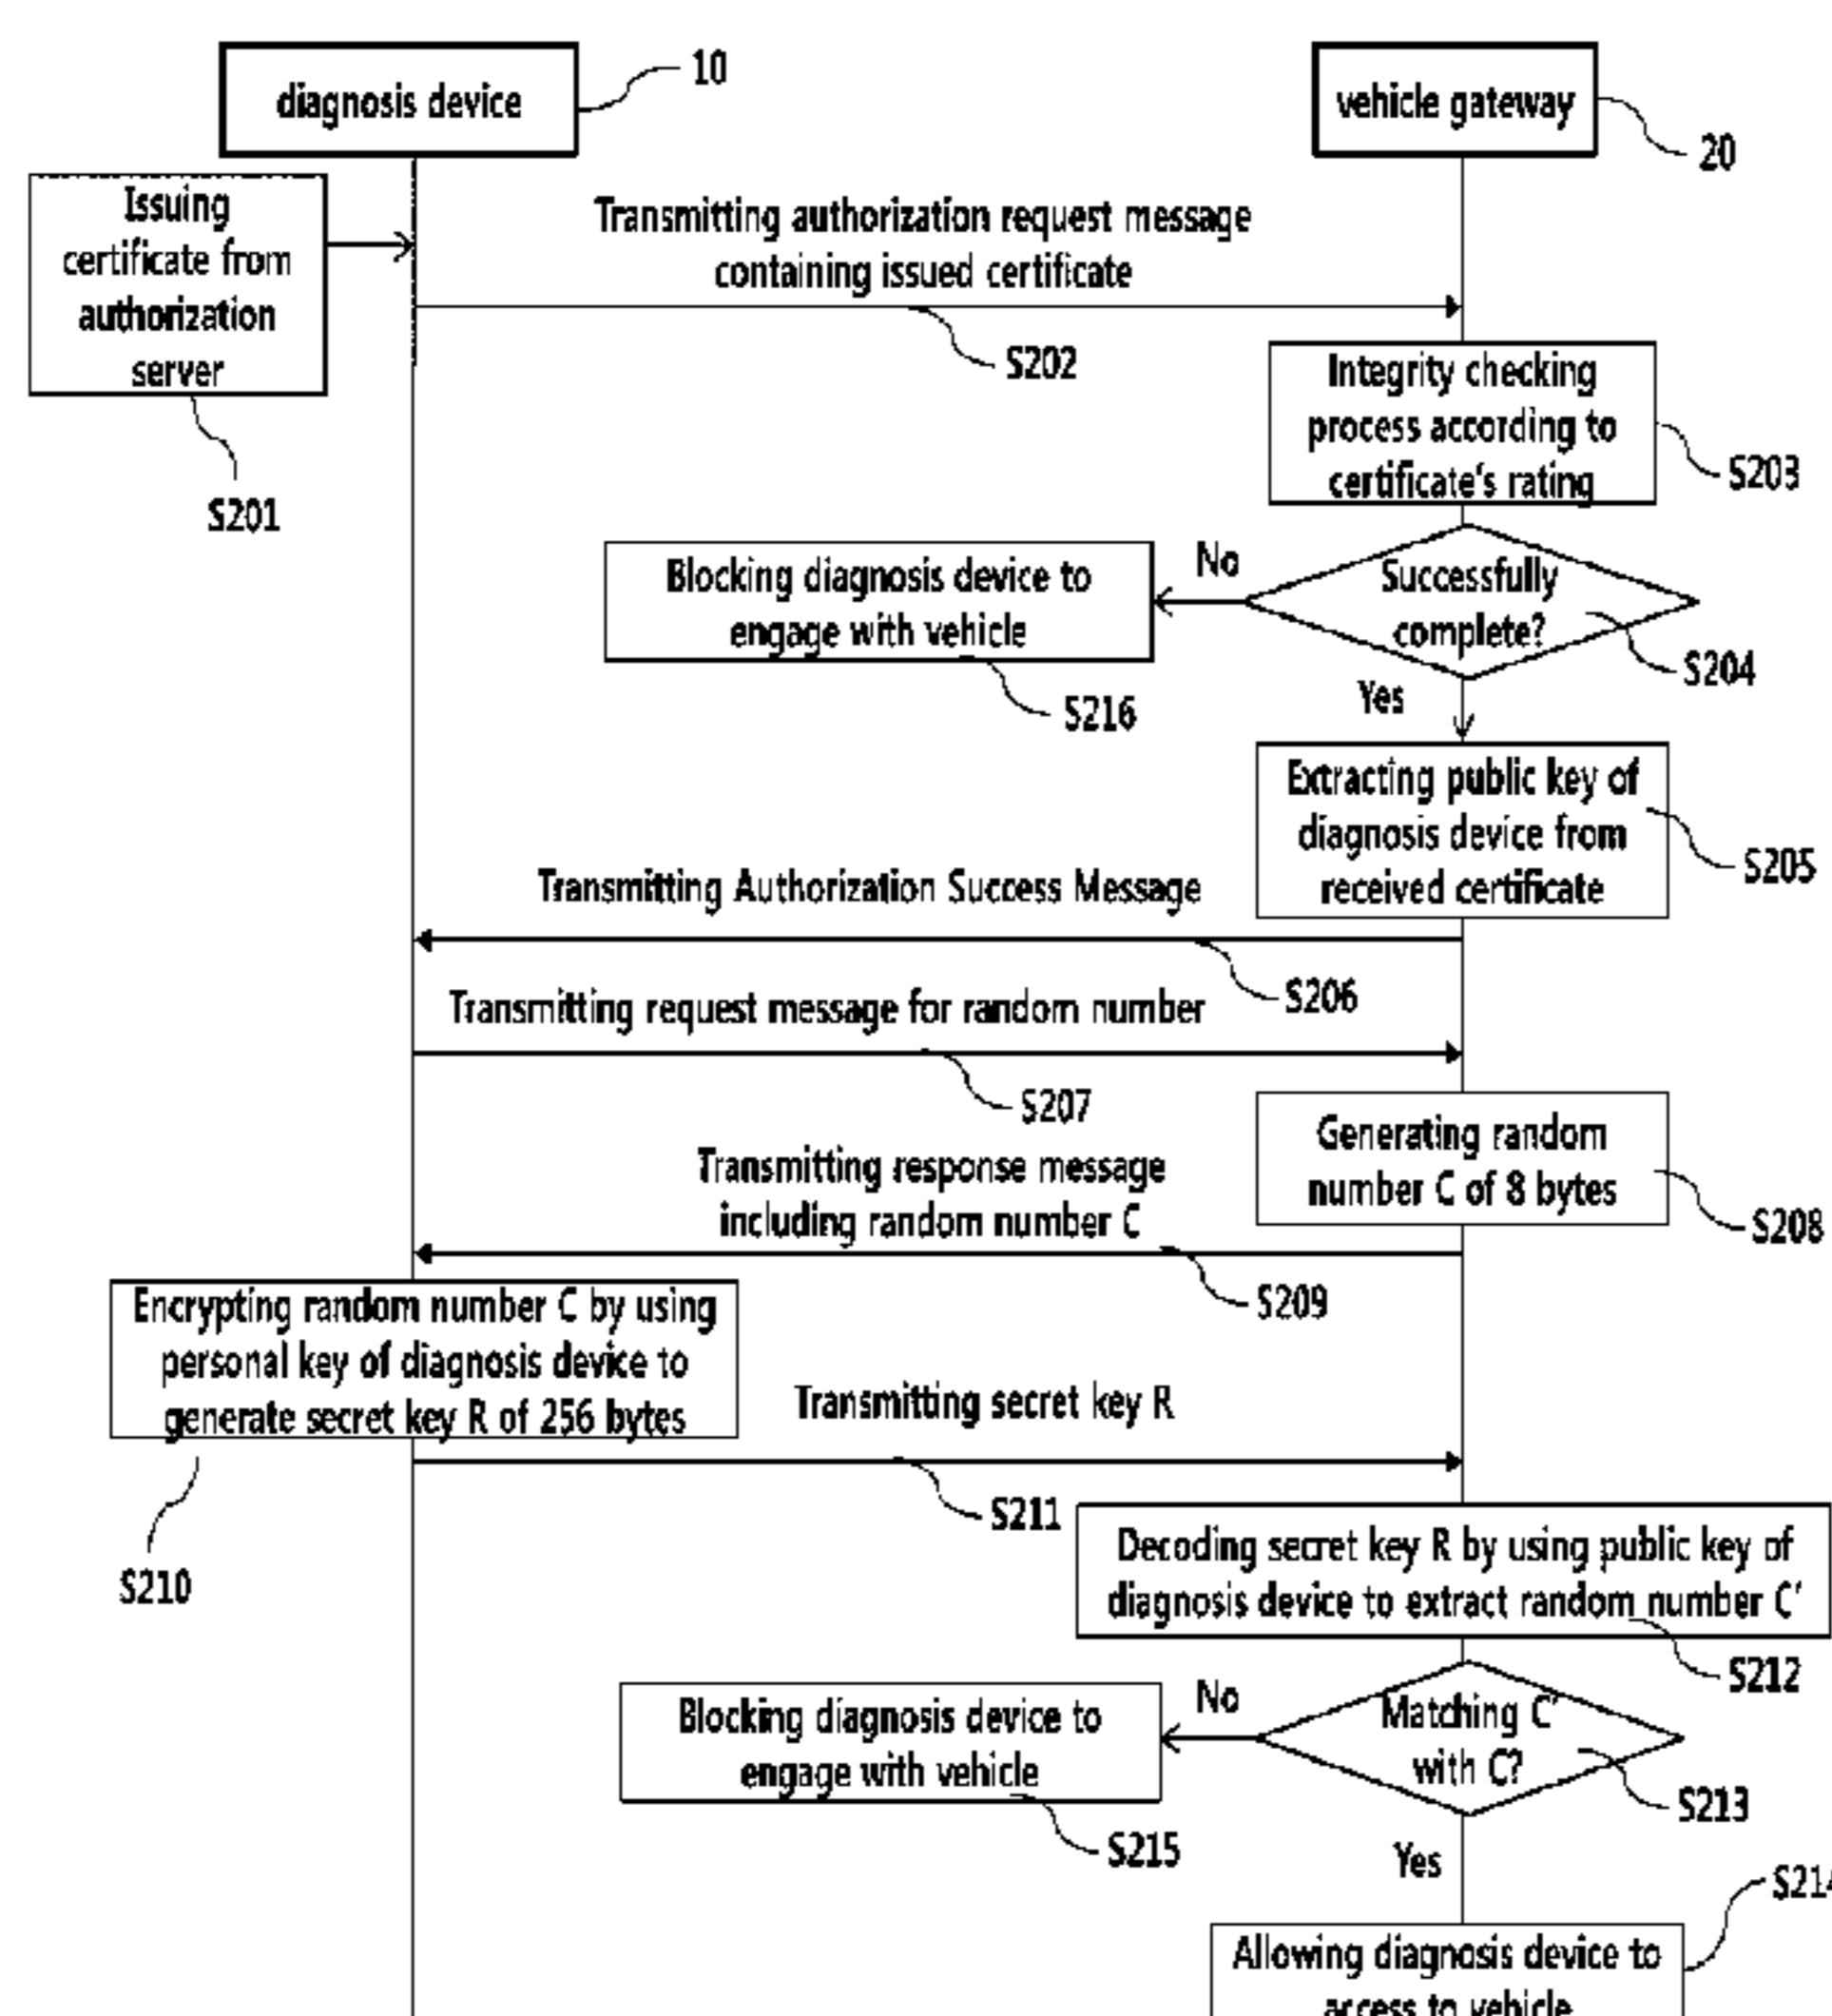 diagnosis device
10
vehicle gateway
20
Issuing
certificate from
authorization
server
S201
Transmitting authorization request message
containing issued certificate
S202
Integrity checking
process according to
certificate's rating
S203
Successfully
complete?
S204
No
Blocking diagnosis device to
engage with vehicle
S216
Yes
Extracting public key of
diagnosis device from
received certificate
S205
Transmitting Authorization Success Message
S206
Transmitting request message for random number
S207
Generating random
number C of 8 bytes
S208
Transmitting response message
including random number C
S209
Encrypting random number C by using
personal key of diagnosis device to
generate secret key R of 256 bytes
S210
Transmitting secret key R
S211
Decoding secret key R by using public key of
diagnosis device to extract random number C'
S212
Matching C'
with C?
S213
No
Blocking diagnosis device to
engage with vehicle
S215
Yes
S214
Allowing diagnosis device to
access to vehicle